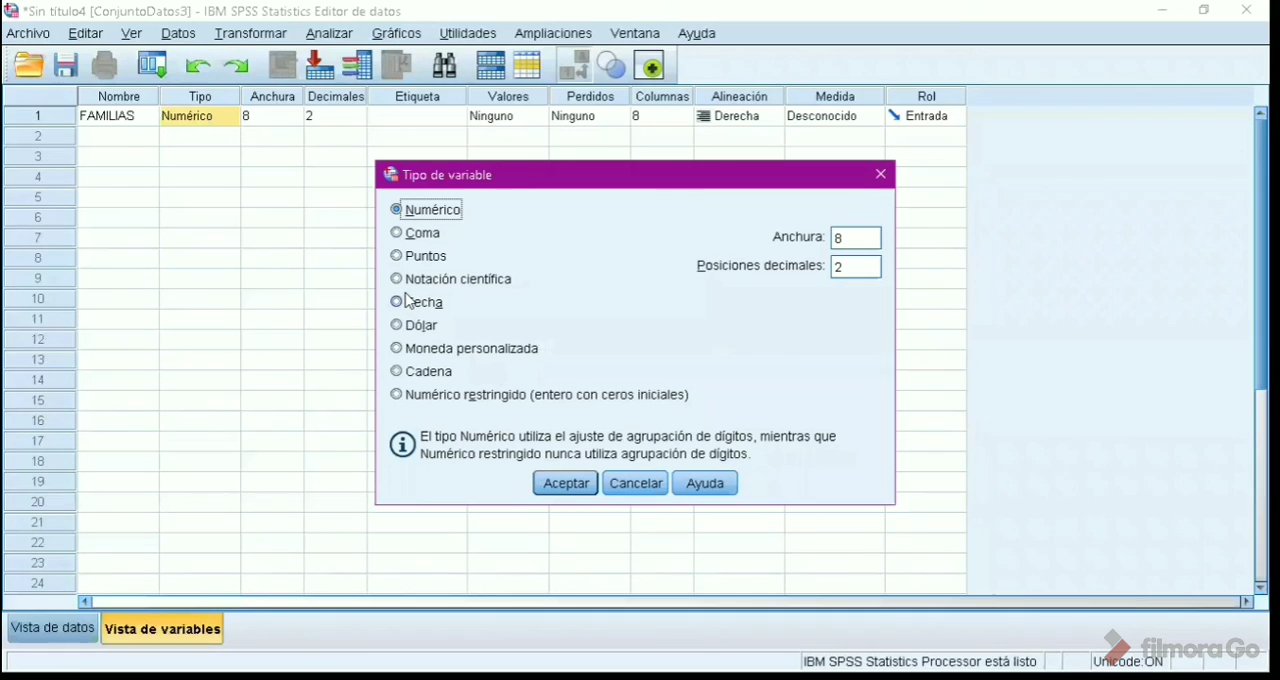 *Sin título4 [ConjuntoDatos3] - IBM SPSS Statistics Editor de datos
Archivo Editar Ver Datos Transformar Analizar Gráficos Utilidades Ampliaciones Ventana Ayuda
Nombre Tipo Anchura Decimales Etiqueta Valores Perdidos Columnas Alineación Medida Rol
1 FAMILIAS Numérico 8 2 Ninguno Ninguno 8 Derecha Desconocido Entrada
2
3
4
5
6
7
8
9
10
11
12
13
14
15
16
17
18
19
20
21
22
23
24
Tipo de variable
Numérico
Coma
Puntos
Notación científica
Fecha
Dólar
Moneda personalizada
Cadena
Numérico restringido (entero con ceros iniciales)
Anchura: 8
Posiciones decimales: 2
El tipo Numérico utiliza el ajuste de agrupación de dígitos, mientras que
Numérico restringido nunca utiliza agrupación de dígitos.
Aceptar Cancelar Ayuda
Vista de datos Vista de variables
IBM SPSS Statistics Processor está listo Unicode:ON
filmoraGo